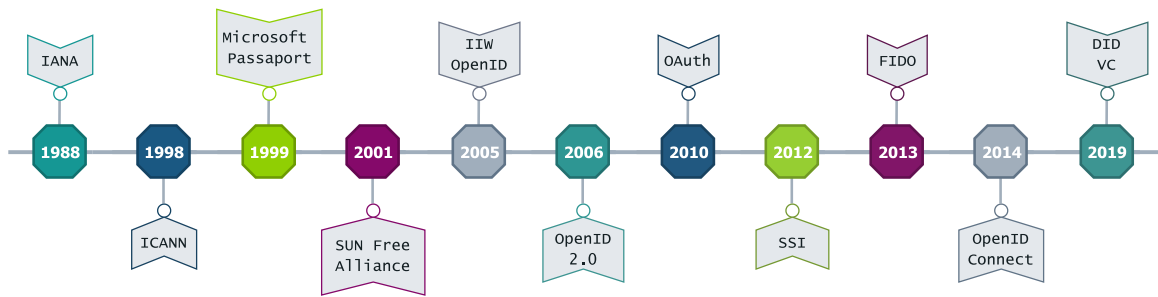 IANA
Microsoft
Passaport
IIW
OpenID
OAuth
FIDO
DID
VC
1988
1998
1999
2001
2005
2006
2010
2012
2013
2014
2019
ICANN
SUN Free
Alliance
OpenID
2.0
SSI
OpenID
Connect